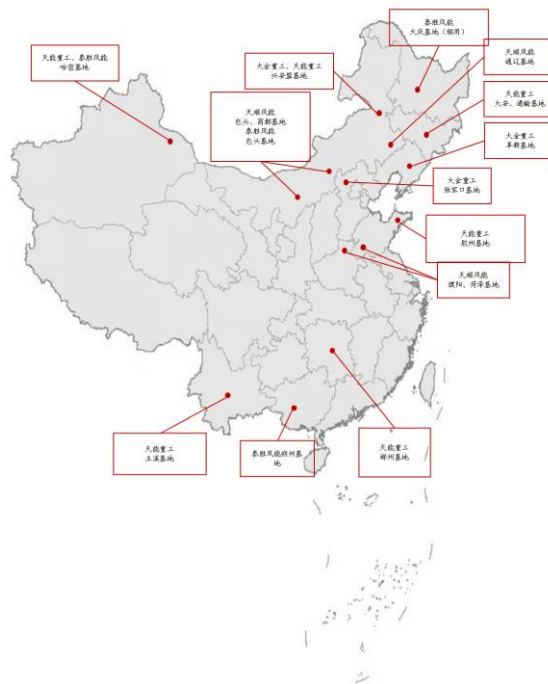 泰胜风能
大庆基地（租用）
天顺风能
通辽基地
天能重工、泰胜风能
哈密基地
大金重工、天能重工
兴安盟基地
天能重工
大安、通榆基地
天顺风能
包头、商都基地
泰胜风能
包头基地
大金重工
阜新基地
大金重工
张家口基地
天能重工
胶州基地
天顺风能
濮阳、菏泽基地
天能重工
玉溪基地
泰胜风能朔州基
地
天能重工
郴州基地